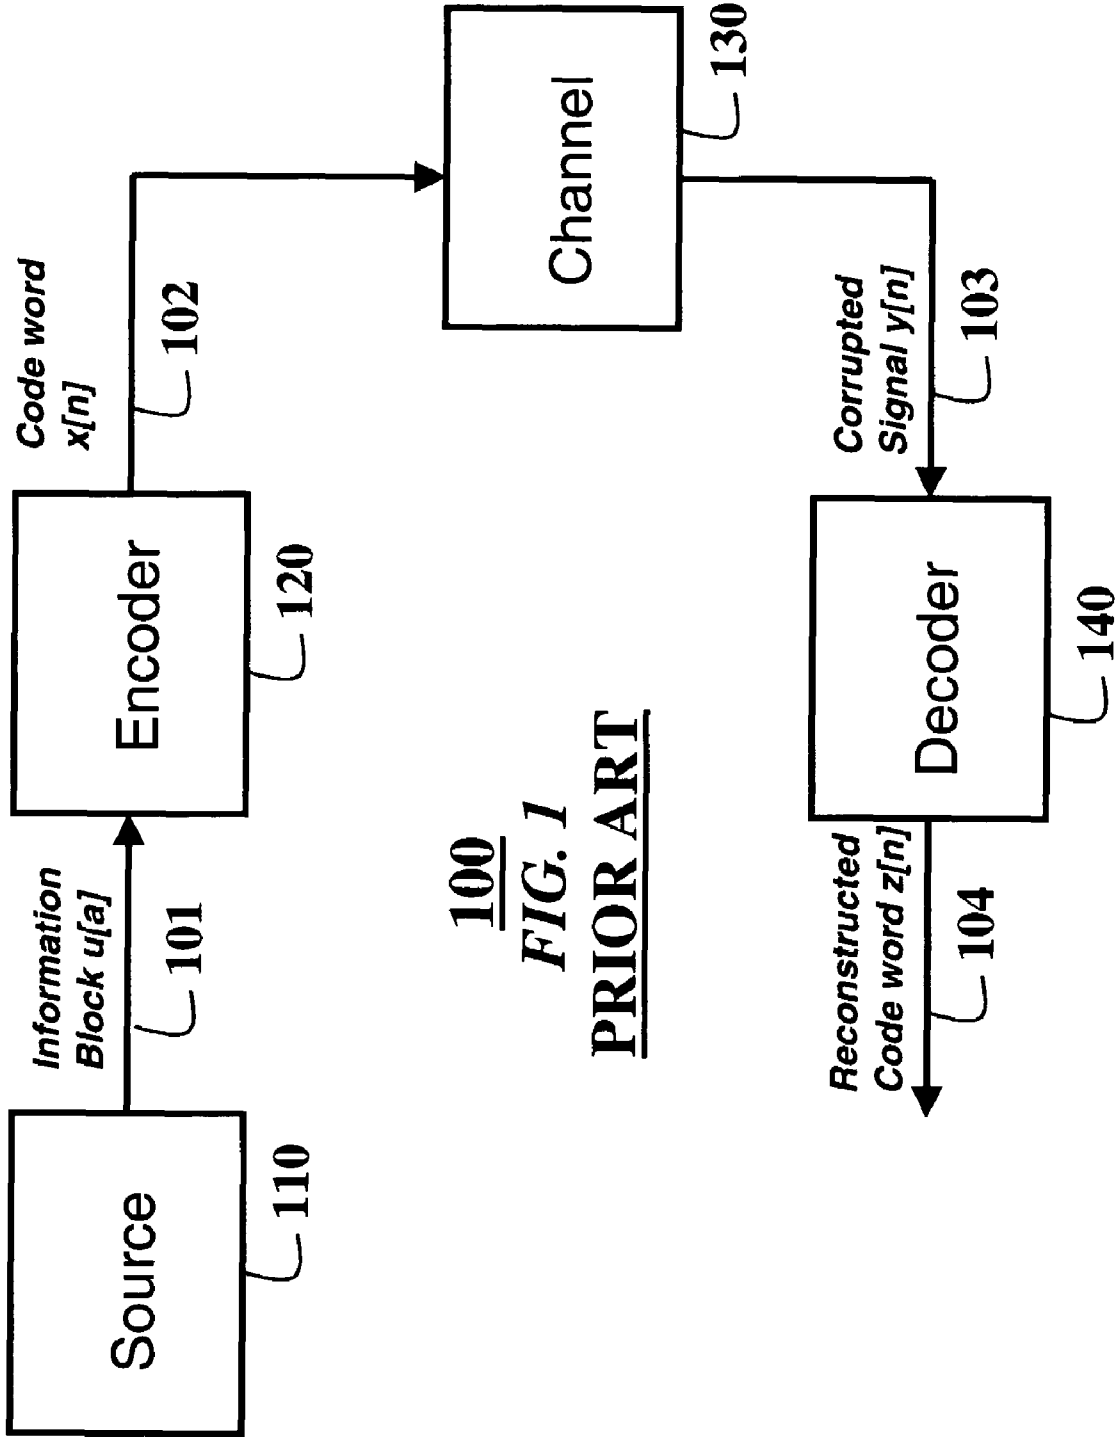 Source
110
Information
Block u[a]
101
Encoder
120
Code word
x[n]
102
Channel
130
Corrupted
Signal y[n]
103
Decoder
140
Reconstructed
Code word z[n]
104
100
FIG. 1
PRIOR ART